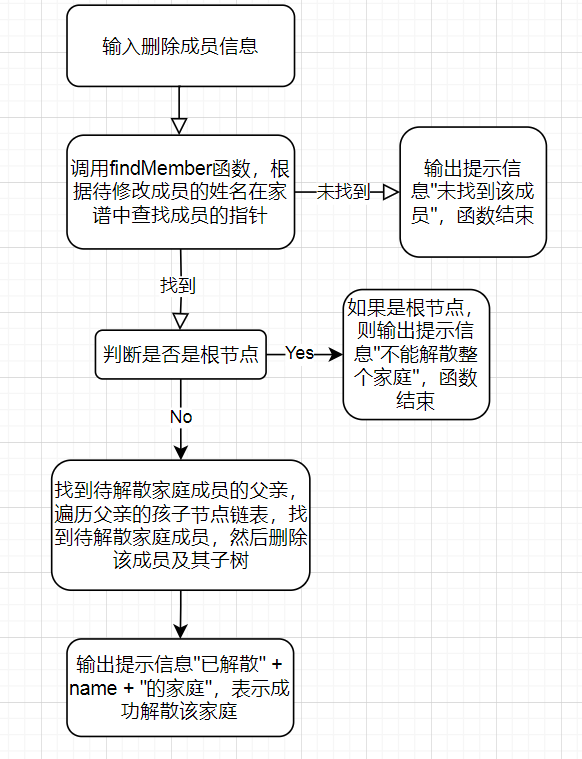 输入删除成员信息
调用findMember函数，根
据待修改成员的姓名在家
谱中查找成员的指针
未找到
输出提示信
息"未找到该成
员"，函数结束
找到
判断是否是根节点
Yes
如果是根节点，
则输出提示信
息"不能解散整
个家庭"，函数
结束
No
找到待解散家庭成员的父亲，
遍历父亲的孩子节点链表，找
到待解散家庭成员，然后删除
该成员及其子树
输出提示信息"已解散" +
name + "的家庭"，表示成
功解散该家庭